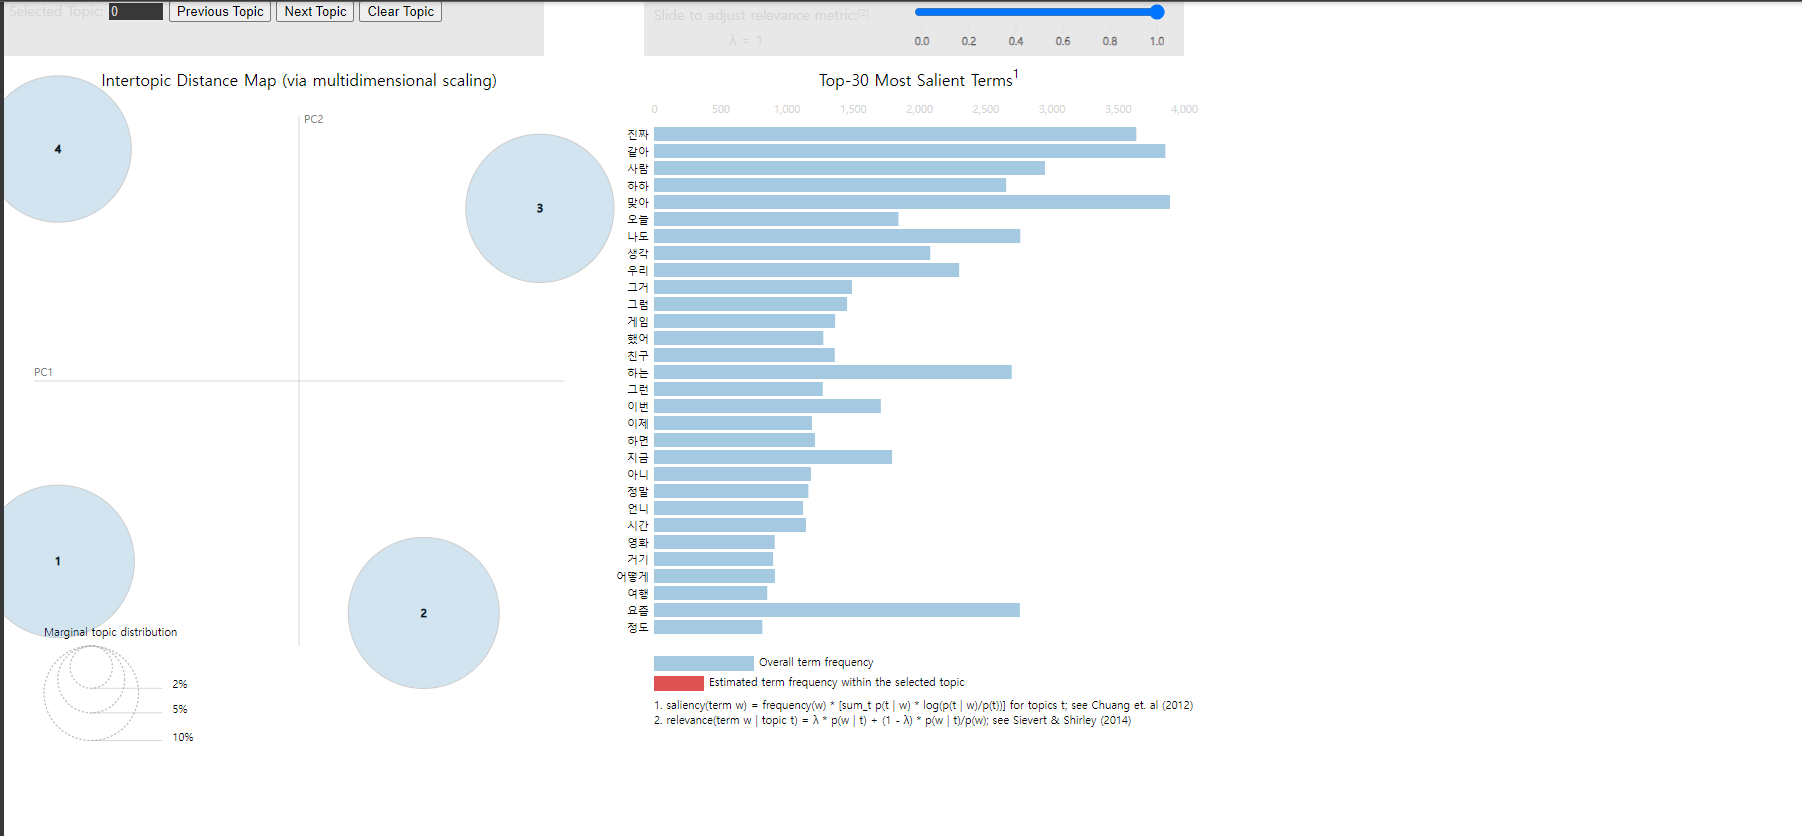 Selected Topic: 0 Previous Topic Next Topic Clear Topic
Slide to adjust relevance metric:(2)
λ = 1
0.0 0.2 0.4 0.6 0.8 1.0
Intertopic Distance Map (via multidimensional scaling)
PC2
PC1
4
3
1
2
Marginal topic distribution
2%
5%
10%
Top-30 Most Salient Terms1
0 500 1,000 1,500 2,000 2,500 3,000 3,500 4,000
진짜
같아
사람
하하
맞아
오늘
나도
생각
우리
그거
그럼
게임
했어
친구
하는
그런
이번
이제
하면
지금
아니
정말
언니
시간
영화
거기
어떻게
여행
요즘
정도
Overall term frequency
Estimated term frequency within the selected topic
1. saliency(term w) = frequency(w) * [sum_t p(t | w) * log(p(t | w)/p(t))] for topics t; see Chuang et. al (2012)
2. relevance(term w | topic t) = λ * p(w | t) + (1 - λ) * p(w | t)/p(w); see Sievert & Shirley (2014)